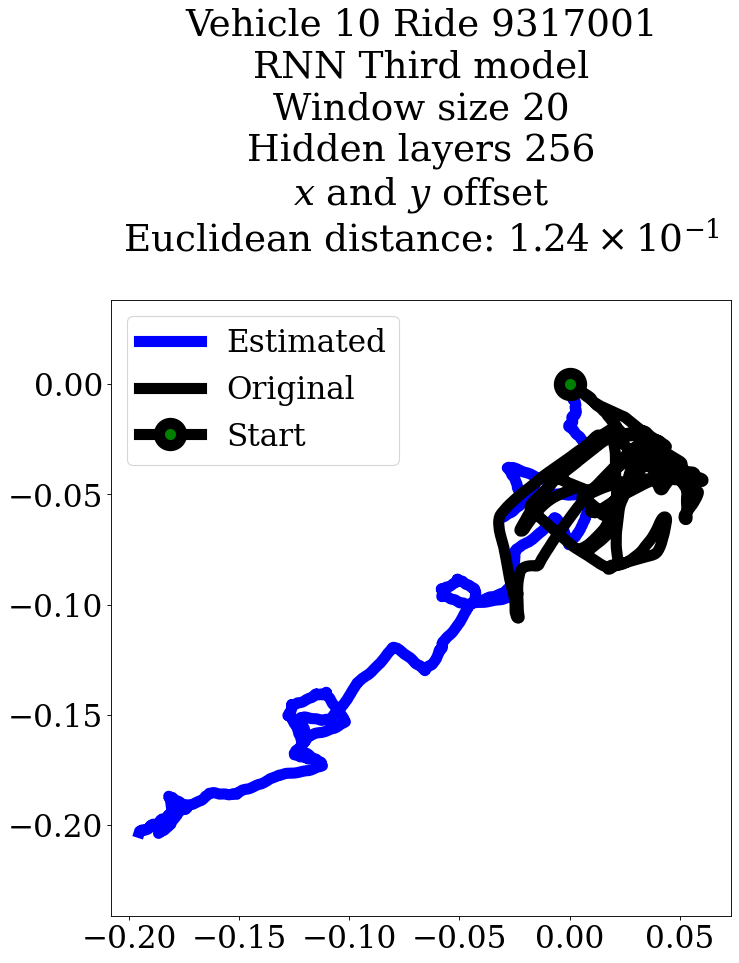 Vehicle 10 Ride 9317001
RNN Third model
Window size 20
Hidden layers 256
x and y offset
Euclidean distance: 1.24 × 10⁻¹
Estimated
Original
Start
0.00
−0.05
−0.10
−0.15
−0.20
−0.20 −0.15 −0.10 −0.05 0.00 0.05